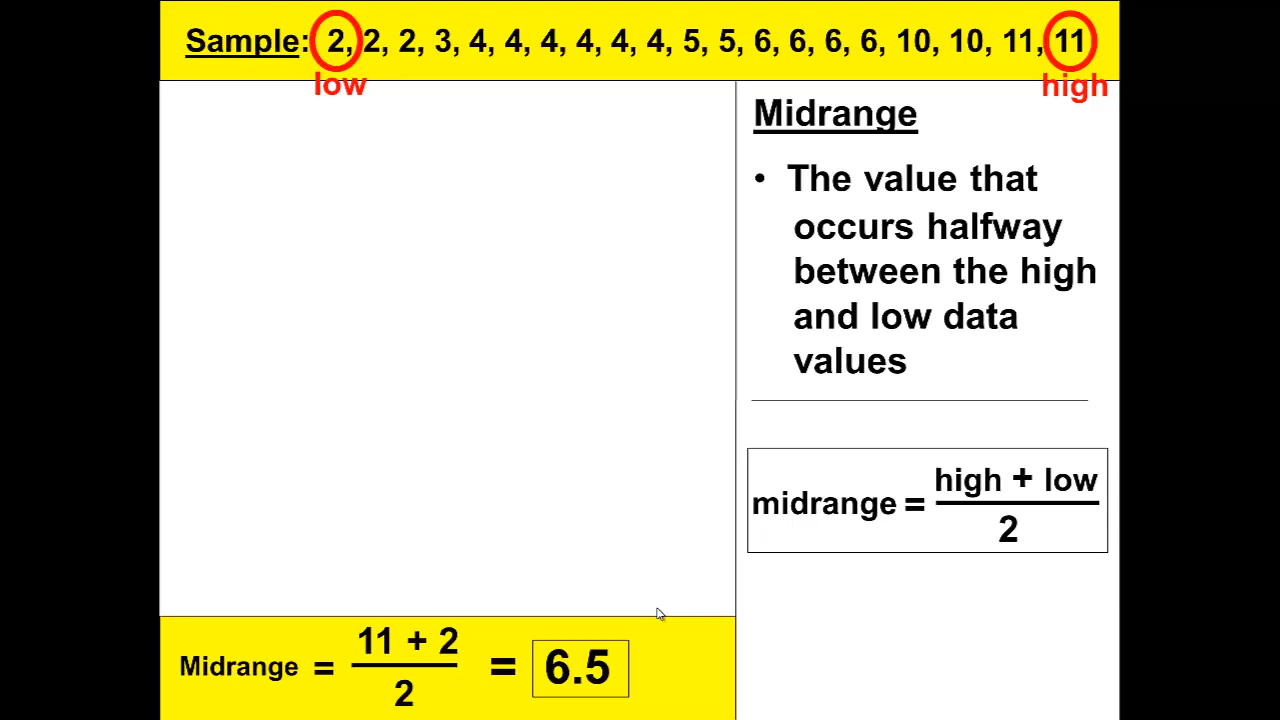 Sample: 2, 2, 2, 3, 4, 4, 4, 4, 4, 4, 5, 5, 6, 6, 6, 6, 10, 10, 11, 11
low high
Midrange
• The value that
occurs halfway
between the high
and low data
values
midrange = high + low
2
Midrange = 11 + 2 = 6.5
2